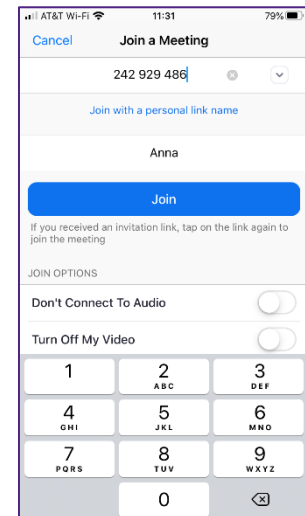 AT&T Wi-Fi 11:31 79%
Cancel Join a Meeting
242 929 486
Join with a personal link name
Anna
Join
If you received an invitation link, tap on the link again to
join the meeting
JOIN OPTIONS
Don't Connect To Audio
Turn Off My Video
1 2 3
ABC DEF
4 5 6
GHI JKL MNO
7 8 9
PQRS TUV WXYZ
0